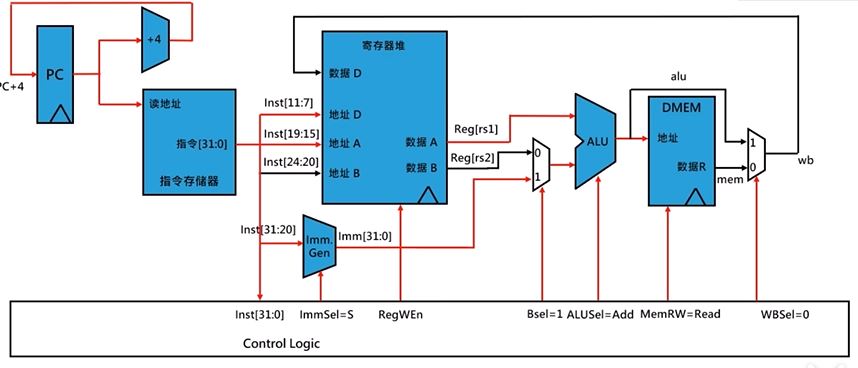 +4
PC
PC+4
读地址
指令[31:0]
指令存储器
Inst[11:7]
Inst[19:15]
Inst[24:20]
Inst[31:20]
寄存器堆
数据 D
地址 D
地址 A
地址 B
数据 A
数据 B
Reg[rs1]
Reg[rs2]
Imm.
Gen
Imm[31:0]
0
1
ALU
alu
DMEM
地址
数据R
mem
1
0
wb
Inst[31:0]
ImmSel=S
RegWEn
Bsel=1
ALUSel=Add
MemRW=Read
WBSel=0
Control Logic